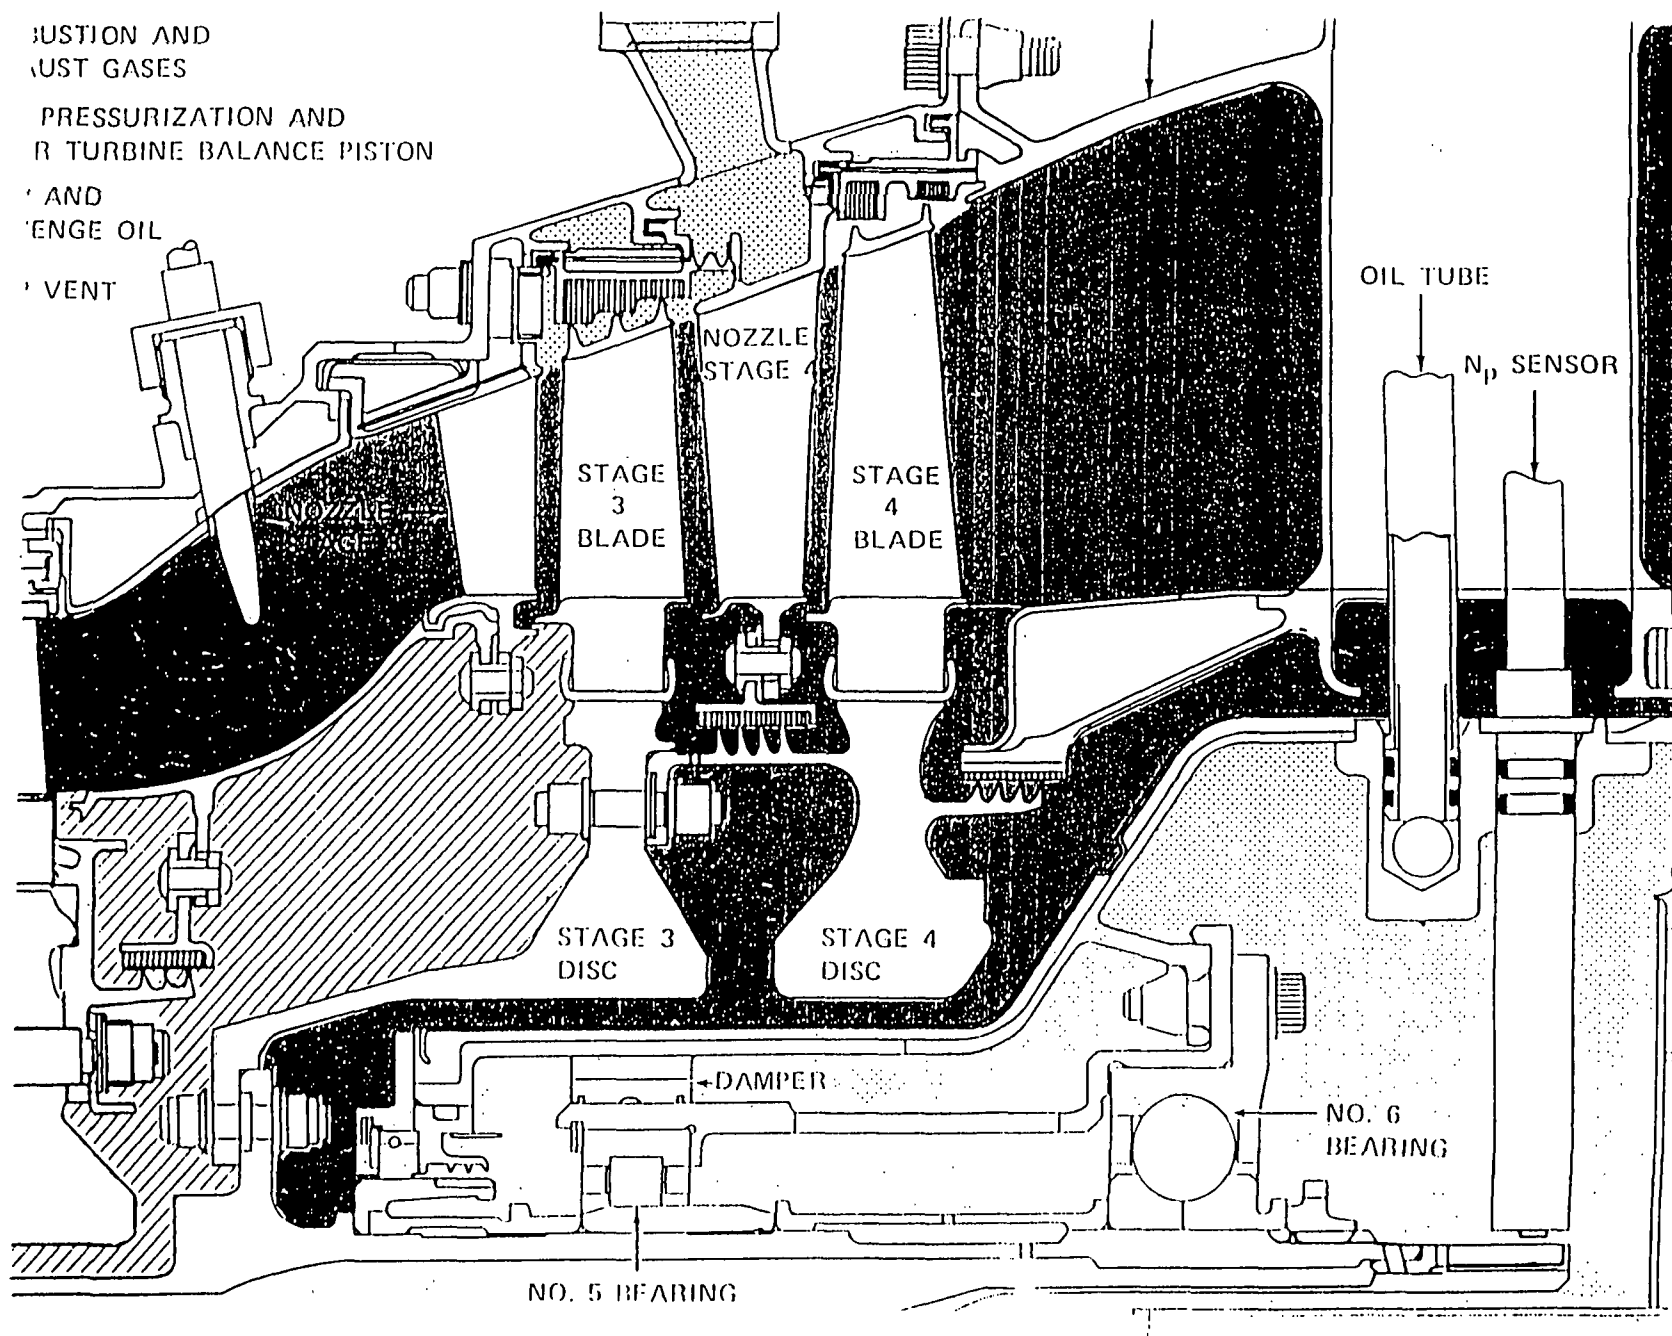 USTION AND
UST GASES
PRESSURIZATION AND
R TURBINE BALANCE PISTON
AND
ENGE OIL
VENT
OIL TUBE
Np SENSOR
NOZZLE
STAGE 4
STAGE
3
BLADE
STAGE
4
BLADE
NOZZLE
STAGE
STAGE 3
DISC
STAGE 4
DISC
DAMPER
NO. 6
BEARING
NO. 5 BEARING